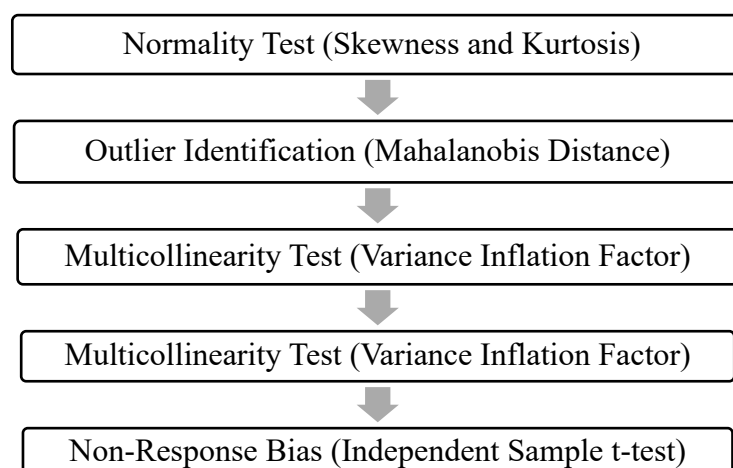 Normality Test (Skewness and Kurtosis)
Outlier Identification (Mahalanobis Distance)
Multicollinearity Test (Variance Inflation Factor)
Multicollinearity Test (Variance Inflation Factor)
Non-Response Bias (Independent Sample t-test)